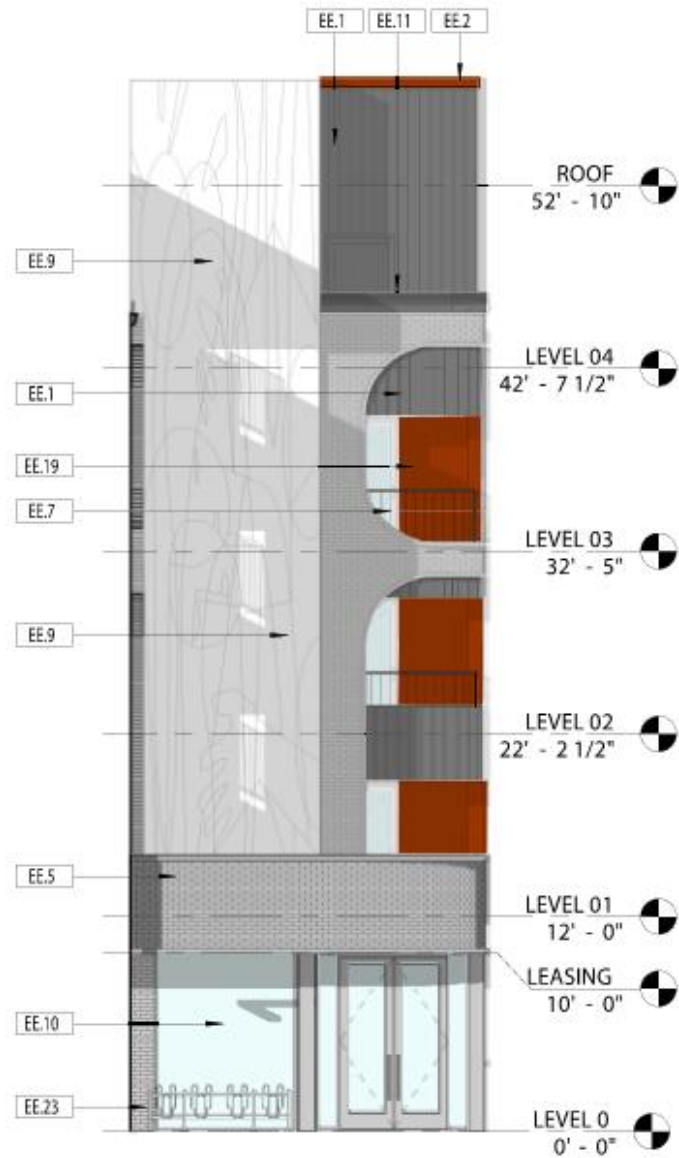 EE.1
EE.11
EE.2
ROOF
52' - 10"
EE.9
LEVEL 04
42' - 7 1/2"
EE.1
EE.19
EE.7
LEVEL 03
32' - 5"
EE.9
LEVEL 02
22' - 2 1/2"
EE.5
LEVEL 01
12' - 0"
LEASING
10' - 0"
EE.10
1
EE.23
LEVEL 0
0' - 0"